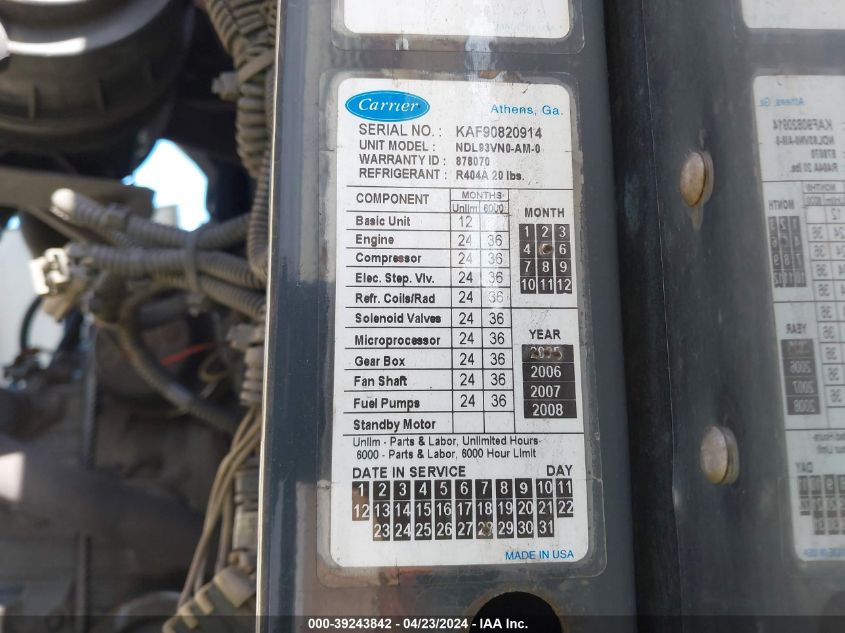 Carrier Athens, Ga.
SERIAL NO. : KAF90820914
UNIT MODEL : NDL93VN0-AM-0
WARRANTY ID : 878070
REFRIGERANT : R404A 20 lbs.
COMPONENT MONTHS
Unlim 6000
Basic Unit 12
Engine 24 36
Compressor 24 36
Elec. Step. Vlv. 24 36
Refr. Coils/Rad 24 36
Solenoid Valves 24 36
Microprocessor 24 36
Gear Box 24 36
Fan Shaft 24 36
Fuel Pumps 24 36
Standby Motor
MONTH
1 2 3
4 6
7 8 9
10 11 12
YEAR
2005
2006
2007
2008
Unlim - Parts & Labor, Unlimited Hours
6000 - Parts & Labor, 6000 Hour Limit
DATE IN SERVICE DAY
1 2 3 4 5 6 7 8 9 10 11
12 13 14 15 16 17 18 19 20 21 22
23 24 25 26 27 28 29 30 31
MADE IN USA
000-39243842 / 04/23/2024 - IAA Inc.